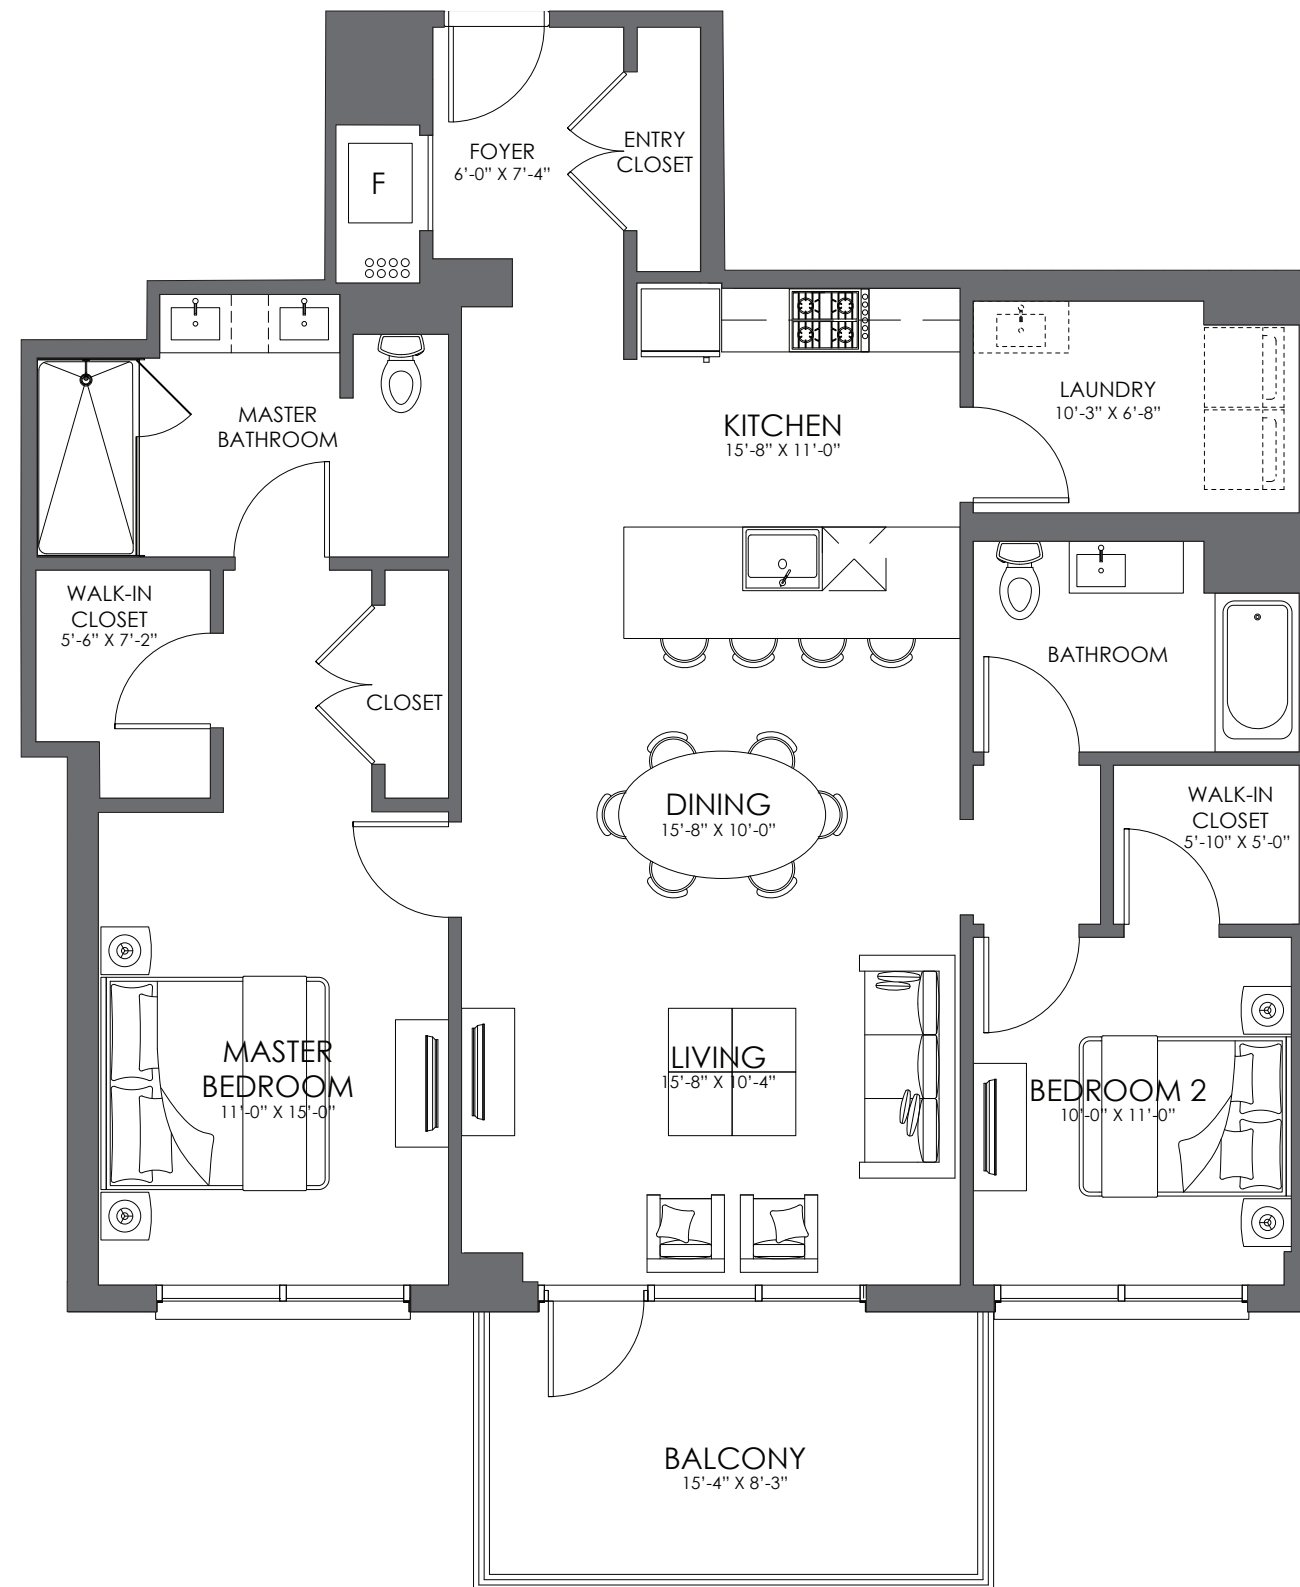 FOYER
6’-0” X 7’-4”
ENTRY
CLOSET
F
MASTER
BATHROOM
KITCHEN
15’-8” X 11’-0”
LAUNDRY
10’-3” X 6’-8”
WALK-IN
CLOSET
5’-6” X 7’-2”
CLOSET
BATHROOM
DINING
15’-8” X 10’-0”
WALK-IN
CLOSET
5’-10” X 5’-0”
MASTER
BEDROOM
11’-0” X 15’-0”
LIVING
15’-8” X 10’-4”
BEDROOM 2
10’-0” X 11’-0”
BALCONY
15’-4” X 8’-3”